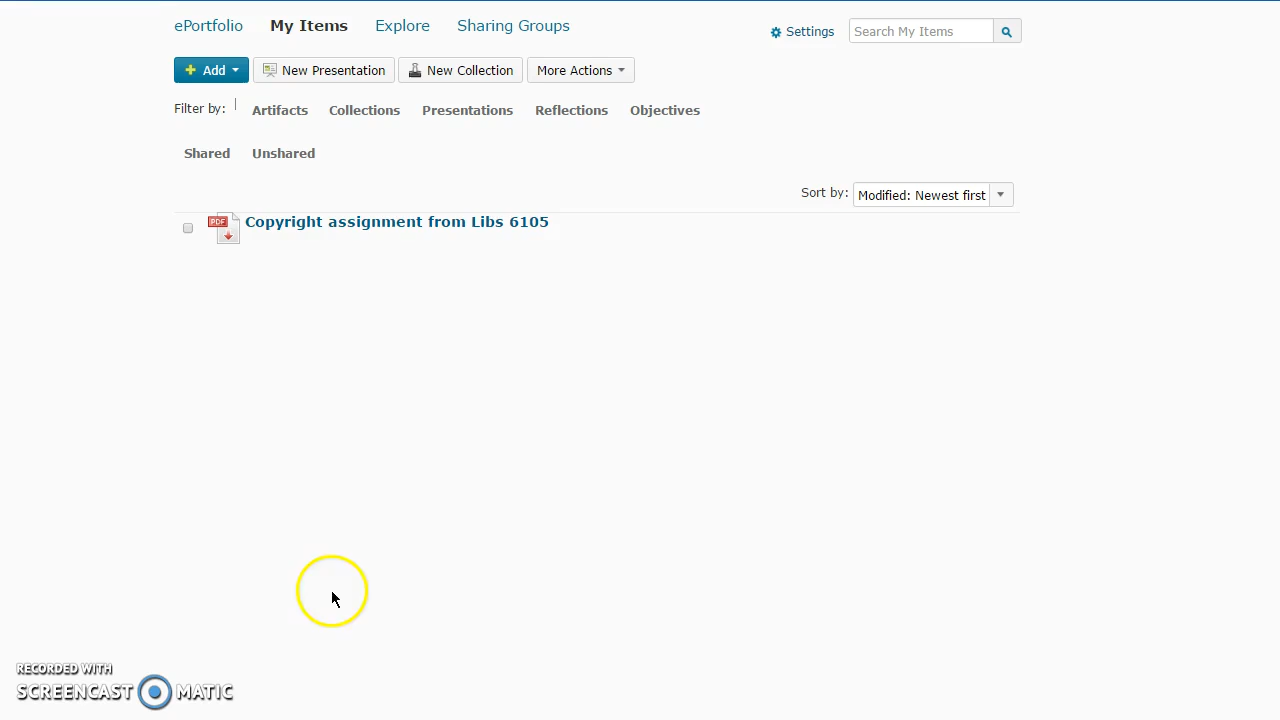 ePortfolio My Items Explore Sharing Groups Settings Search My Items
Add New Presentation New Collection More Actions
Filter by: Artifacts Collections Presentations Reflections Objectives
Shared Unshared
Sort by: Modified: Newest first
PDF Copyright assignment from Libs 6105
RECORDED WITH
SCREENCAST MATIC